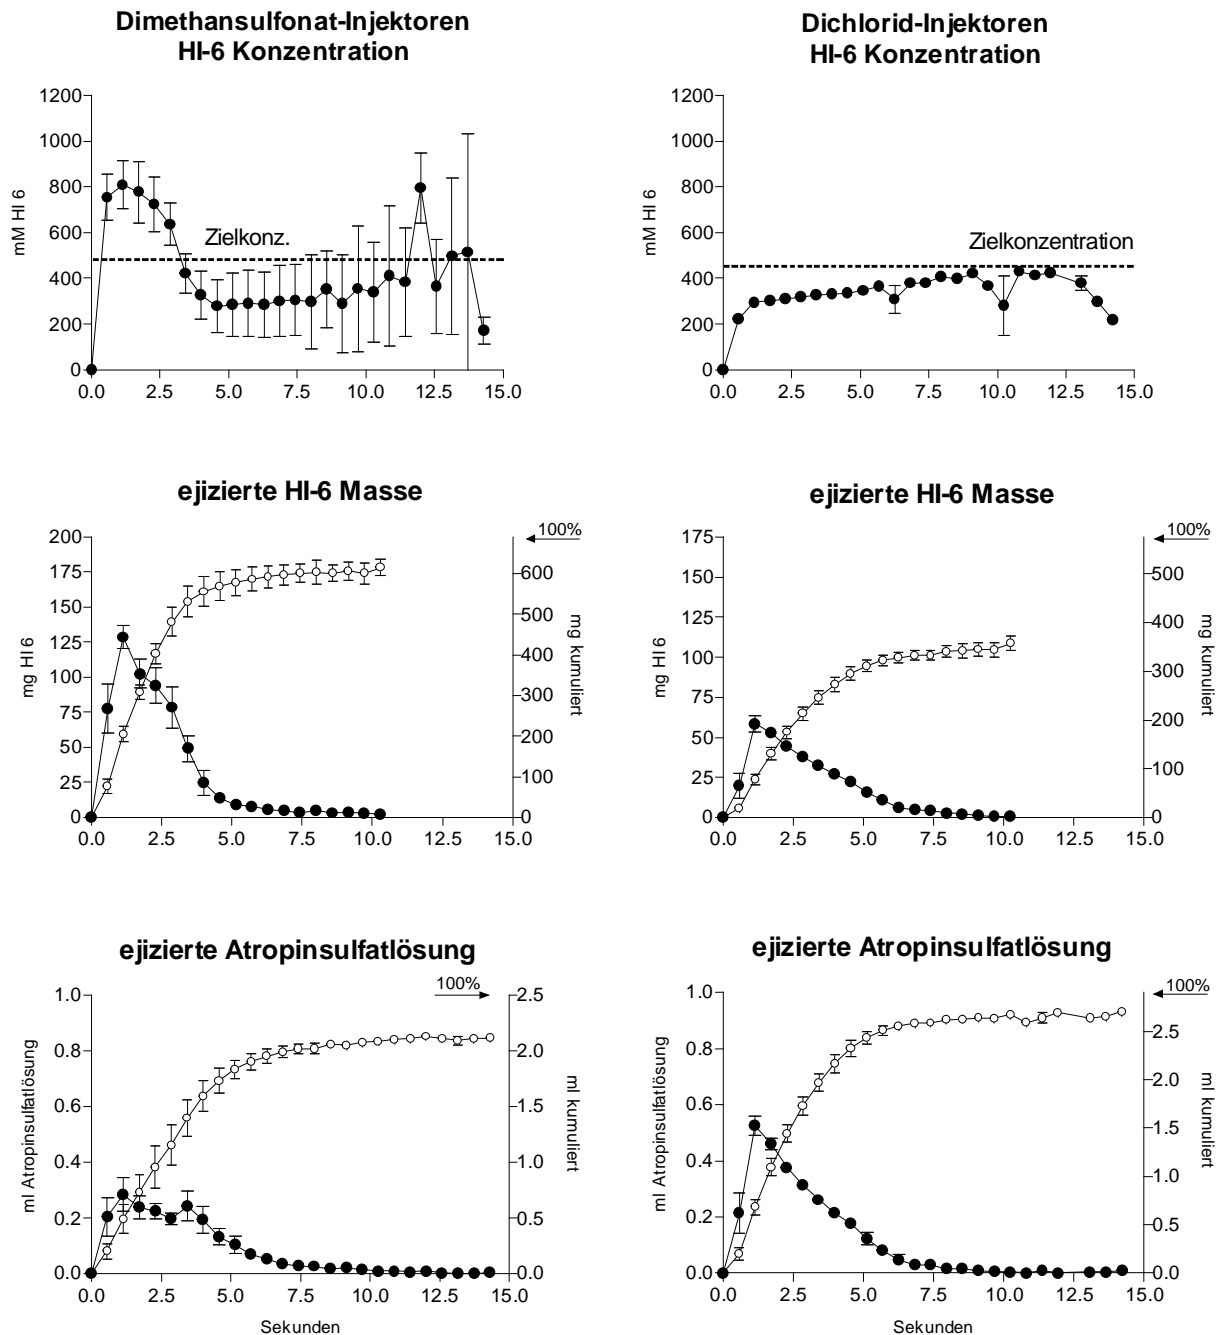 Dimethansulfonat-Injektoren
HI-6 Konzentration
1200
1000
800
600
400
200
0
mM HI 6
Zielkonz.
0.0 2.5 5.0 7.5 10.0 12.5 15.0
Dichlorid-Injektoren
HI-6 Konzentration
1200
1000
800
600
400
200
0
mM HI 6
Zielkonzentration
0.0 2.5 5.0 7.5 10.0 12.5 15.0
ejizierte HI-6 Masse
200
175
150
125
100
75
50
25
0
mg HI 6
100%
600
500
400
300
200
100
0
mg kumuliert
0.0 2.5 5.0 7.5 10.0 12.5 15.0
ejizierte HI-6 Masse
175
150
125
100
75
50
25
0
mg HI 6
100%
500
400
300
200
100
0
mg kumuliert
0.0 2.5 5.0 7.5 10.0 12.5 15.0
ejizierte Atropinsulfatlösung
1.0
0.8
0.6
0.4
0.2
0.0
ml Atropinsulfatlösung
100%
2.5
2.0
1.5
1.0
0.5
0.0
ml kumuliert
0.0 2.5 5.0 7.5 10.0 12.5 15.0
Sekunden
ejizierte Atropinsulfatlösung
1.0
0.8
0.6
0.4
0.2
0.0
ml Atropinsulfatlösung
100%
2.5
2.0
1.5
1.0
0.5
0.0
ml kumuliert
0.0 2.5 5.0 7.5 10.0 12.5 15.0
Sekunden